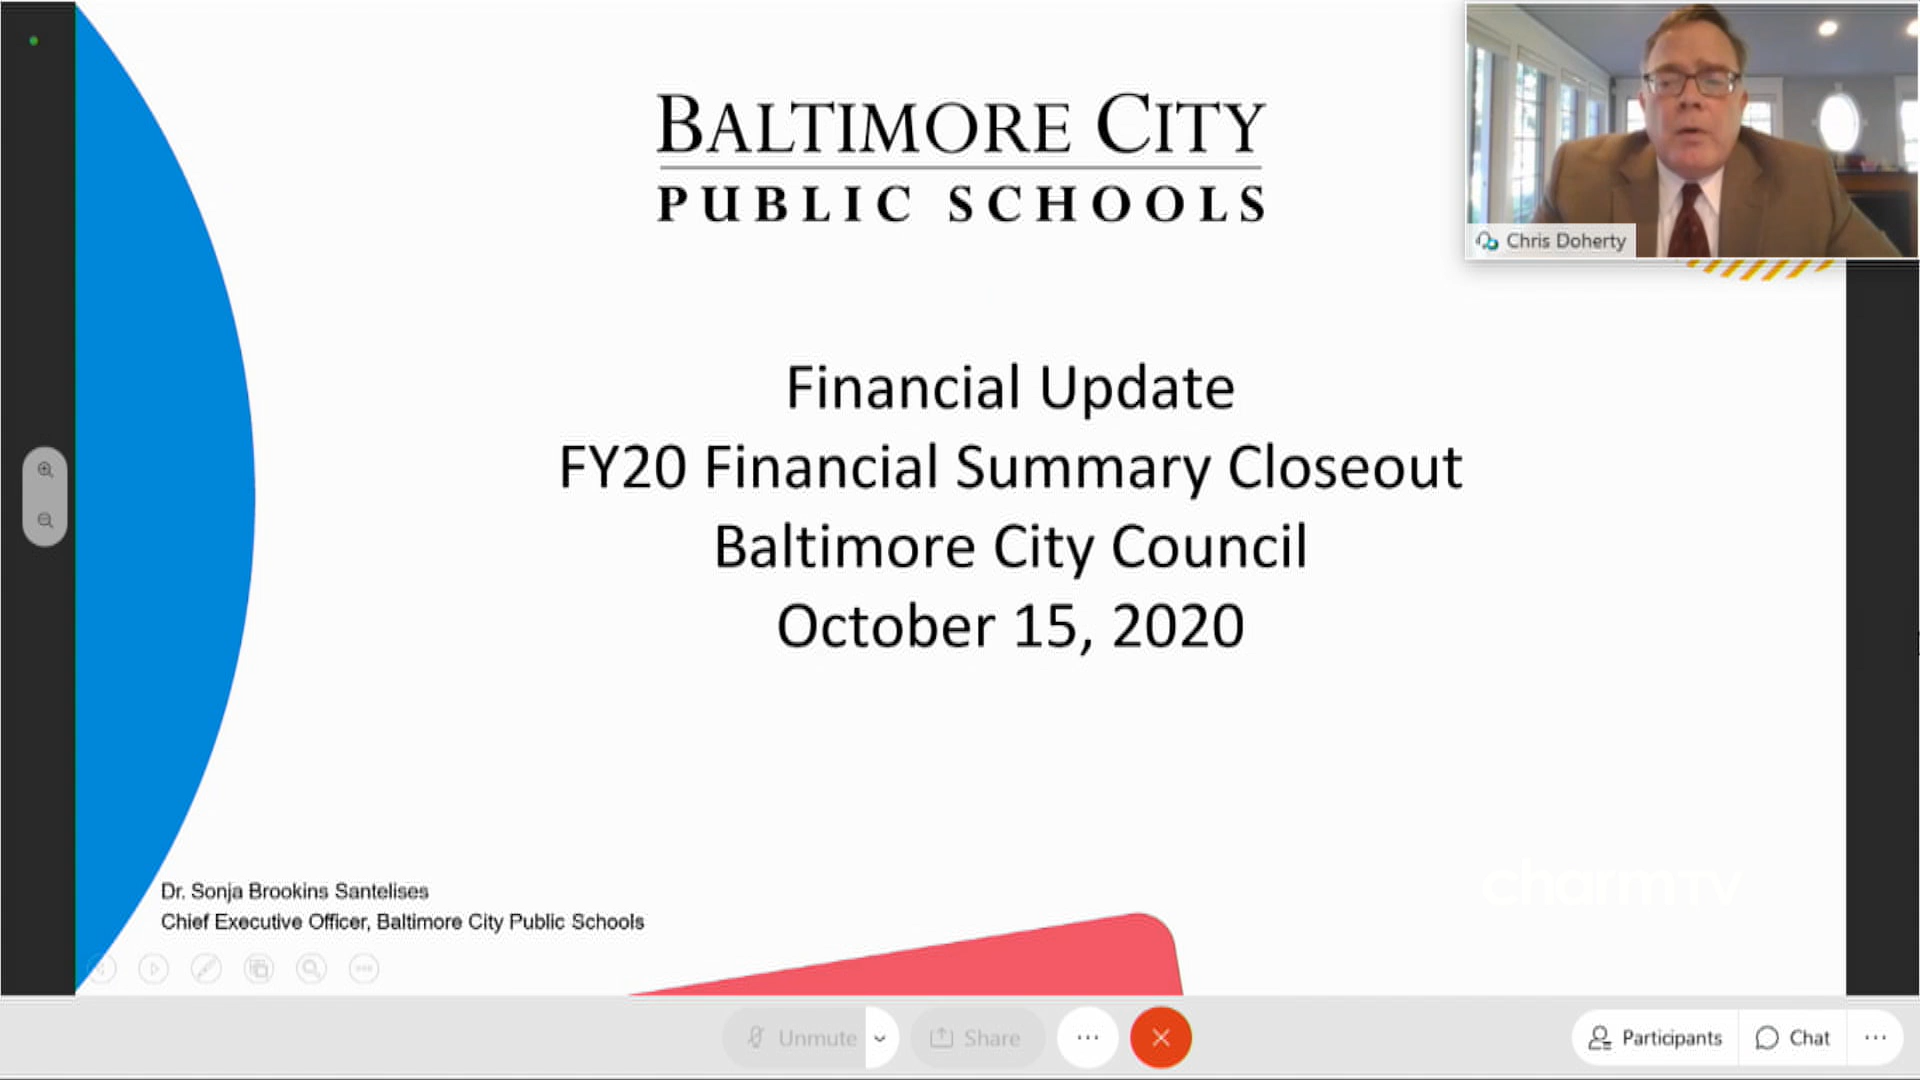 BALTIMORE CITY
PUBLIC SCHOOLS
Chris Doherty
Financial Update
FY20 Financial Summary Closeout
Baltimore City Council
October 15, 2020
charmTV
Dr. Sonja Brookins Santelises
Chief Executive Officer, Baltimore City Public Schools
Unmute
Share
Participants
Chat